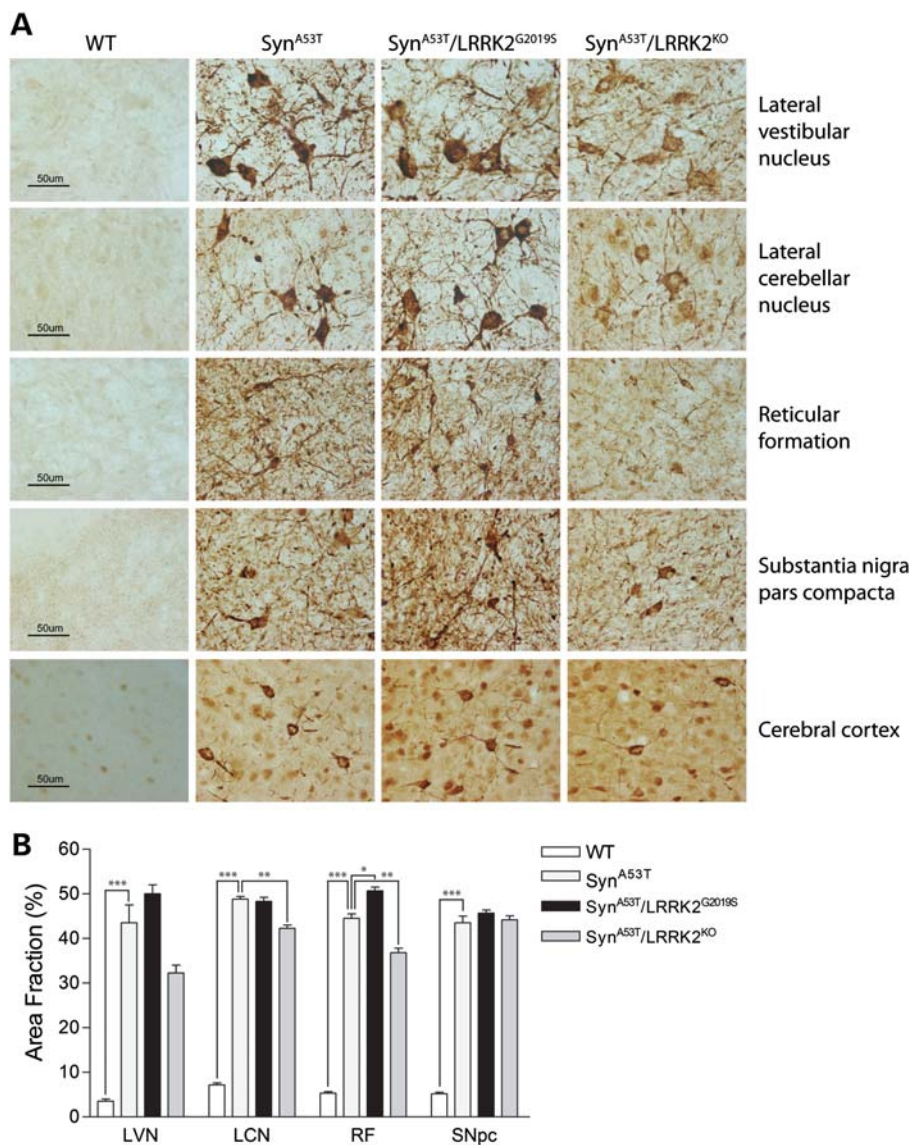 A
WT
Syn^A53T
Syn^A53T/LRRK2^G2019S
Syn^A53T/LRRK2^KO
50um
Lateral
vestibular
nucleus
50um
Lateral
cerebellar
nucleus
50um
Reticular
formation
50um
Substantia nigra
pars compacta
50um
Cerebral cortex
B
Area Fraction (%)
60
50
40
30
20
10
0
***
***
**
***
*
**
***
LVN
LCN
RF
SNpc
WT
Syn^A53T
Syn^A53T/LRRK2^G2019S
Syn^A53T/LRRK2^KO